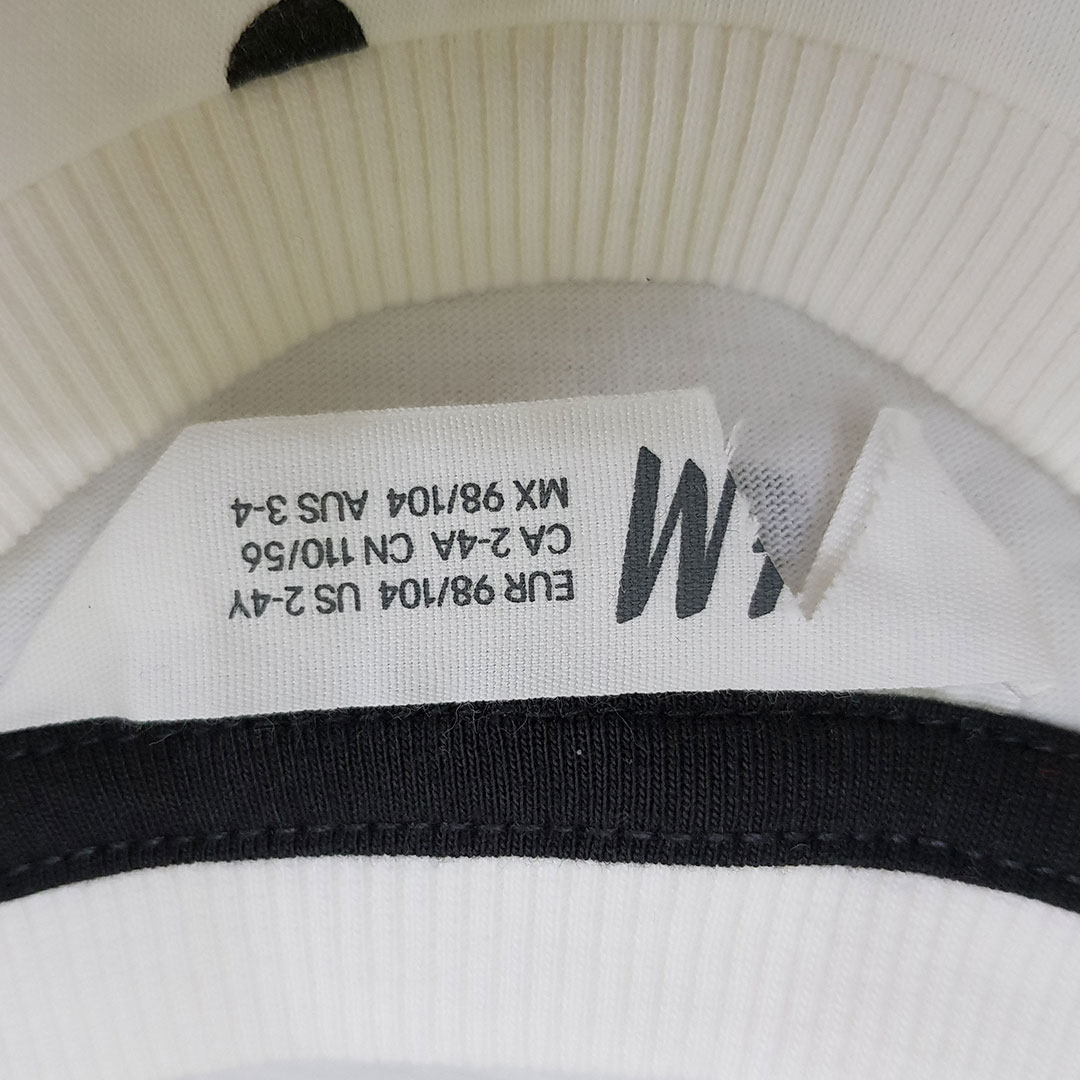 EUR 98/104 US 2-4Y
CA 2-4A CN 110/56
MX 98/104 AUS 3-4